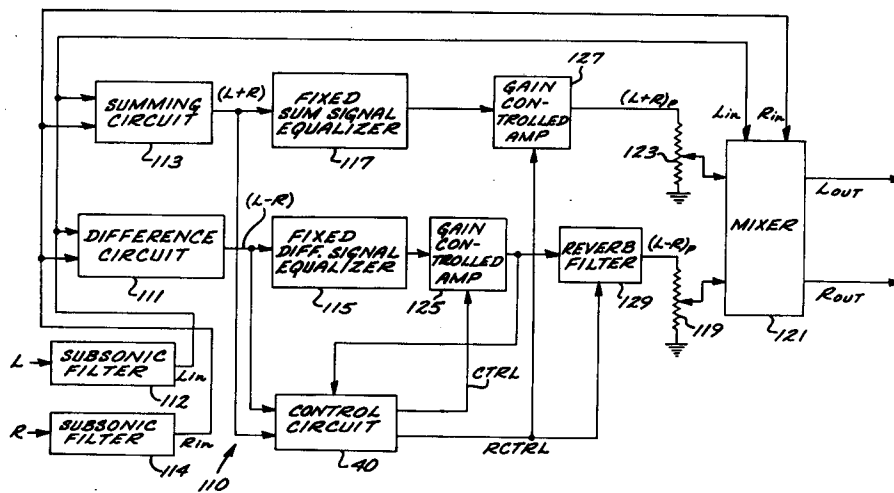 127
GAIN
CON-
TROLLED
AMP
(L+R)
FIXED
SUM SIGNAL
EQUALIZER
117
SUMMING
CIRCUIT
113
(L+R)p
123
Lin
Rin
MIXER
121
LOUT
ROUT
DIFFERENCE
CIRCUIT
111
(L-R)
FIXED
DIFF. SIGNAL
EQUALIZER
115
GAIN
CON-
TROLLED
AMP
125
REVERB
FILTER
129
(L-R)p
119
L
SUBSONIC
FILTER
112
Lin
R
SUBSONIC
FILTER
114
Rin
110
CONTROL
CIRCUIT
40
CTRL
RCTRL